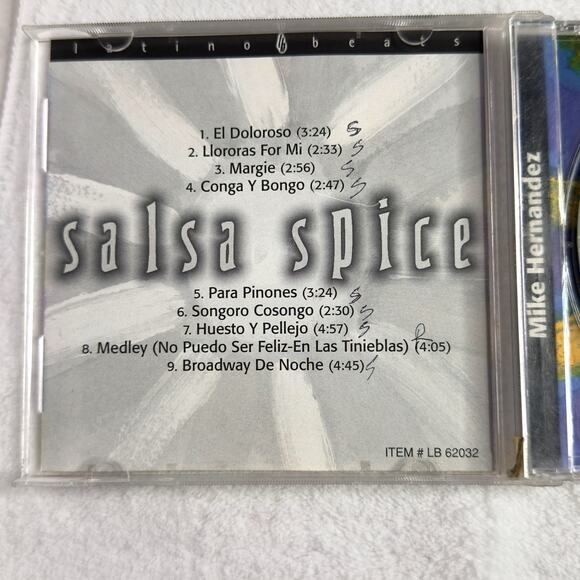 latino beats
1. El Doloroso (3:24) S
2. Llororas For Mi (2:33) S
3. Margie (2:56) S
4. Conga Y Bongo (2:47) S
salsa spice
5. Para Pinones (3:24) S
6. Songoro Cosongo (2:30) S
7. Huesto Y Pellejo (4:57) S
8. Medley (No Puedo Ser Feliz-En Las Tinieblas) (4:05) R
9. Broadway De Noche (4:45) S
ITEM # LB 62032
Mike Hernandez